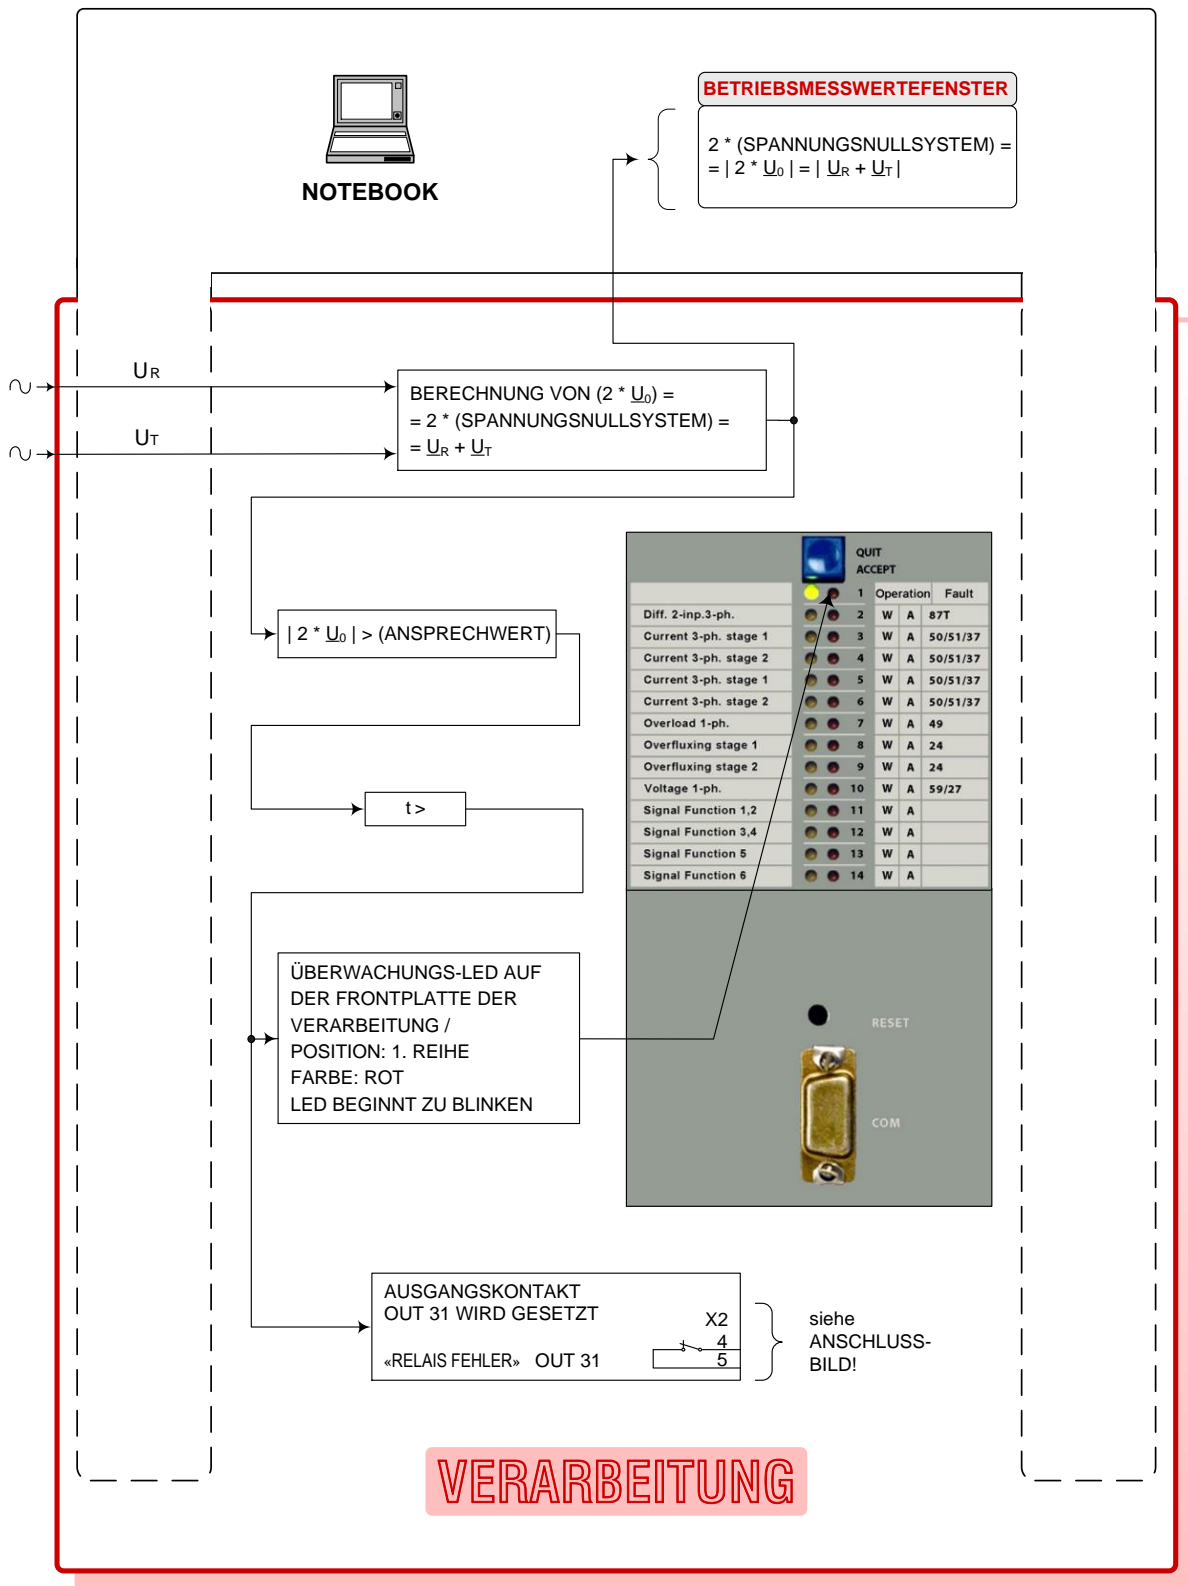 BETRIEBSMESSWERTEFENSTER
2 * (SPANNUNGSNULLSYSTEM) =
= | 2 * U0 | = | UR + UT |
NOTEBOOK
UR
UT
BERECHNUNG VON (2 * U0) =
= 2 * (SPANNUNGSNULLSYSTEM) =
= UR + UT
| 2 * U0 | > (ANSPRECHWERT)
t >
QUIT
ACCEPT
1 Operation Fault
Diff. 2-inp.3-ph. 2 W A 87T
Current 3-ph. stage 1 3 W A 50/51/37
Current 3-ph. stage 2 4 W A 50/51/37
Current 3-ph. stage 1 5 W A 50/51/37
Current 3-ph. stage 2 6 W A 50/51/37
Overload 1-ph. 7 W A 49
Overfluxing stage 1 8 W A 24
Overfluxing stage 2 9 W A 24
Voltage 1-ph. 10 W A 59/27
Signal Function 1,2 11 W A
Signal Function 3,4 12 W A
Signal Function 5 13 W A
Signal Function 6 14 W A
RESET
COM
ÜBERWACHUNGS-LED AUF
DER FRONTPLATTE DER
VERARBEITUNG /
POSITION: 1. REIHE
FARBE: ROT
LED BEGINNT ZU BLINKEN
AUSGANGSKONTAKT
OUT 31 WIRD GESETZT
X2
4
«RELAIS FEHLER» OUT 31 5
siehe
ANSCHLUSS-
BILD!
VERARBEITUNG